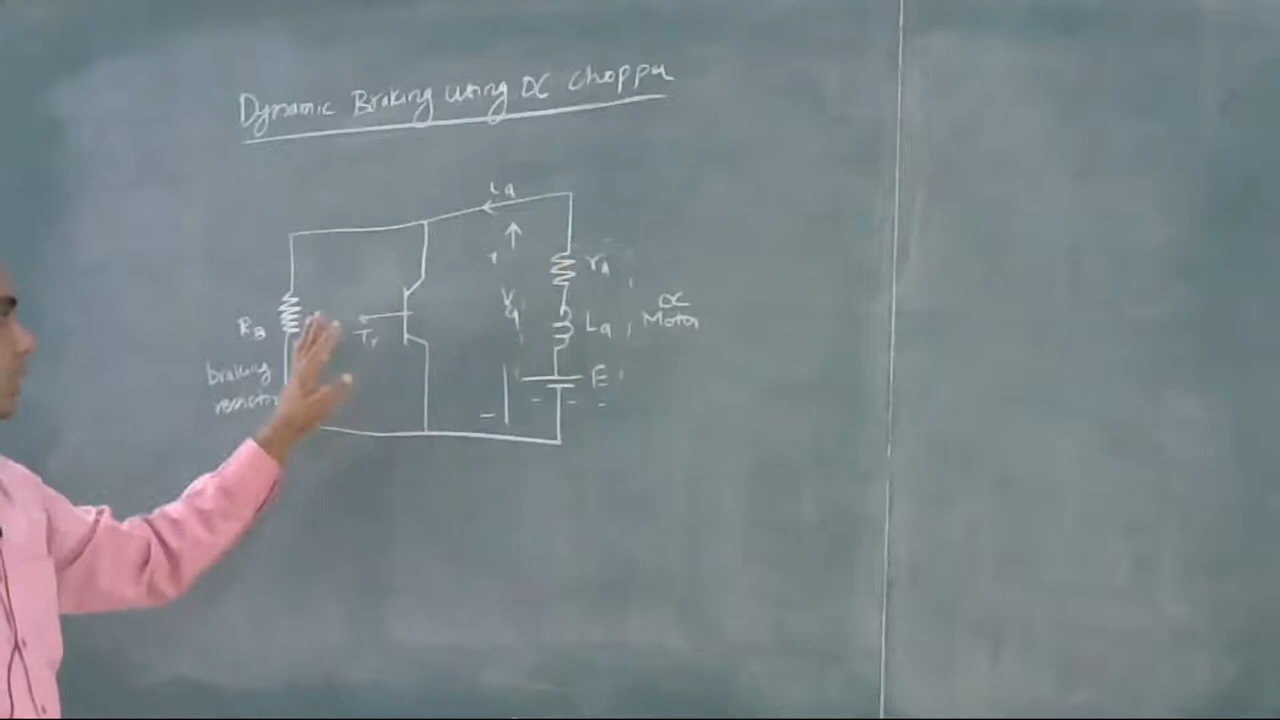 Dynamic Braking using DC Chopper
ia
+
ra
Va
RB
Tr
La
DC
Motor
braking
E
-